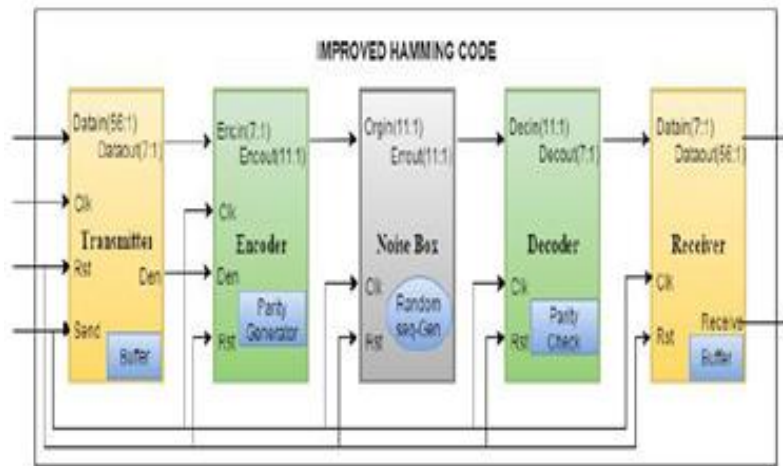 IMPROVED HAMMING CODE
Datain(56:1)
Dataout(7:1)
Clk
Transmitter
Rst
Den
Send
Buffer
Encin(7:1)
Encout(11:1)
Clk
Encoder
Den
Parity
Generator
Rst
Orgin(11:1)
Errout(11:1)
Noise Box
Clk
Random
seq-Gen
Rst
Decin(11:1)
Decout(7:1)
Decoder
Clk
Parity
Check
Rst
Datain(7:1)
Dataout(56:1)
Receiver
Clk
Receive
Rst
Buffer